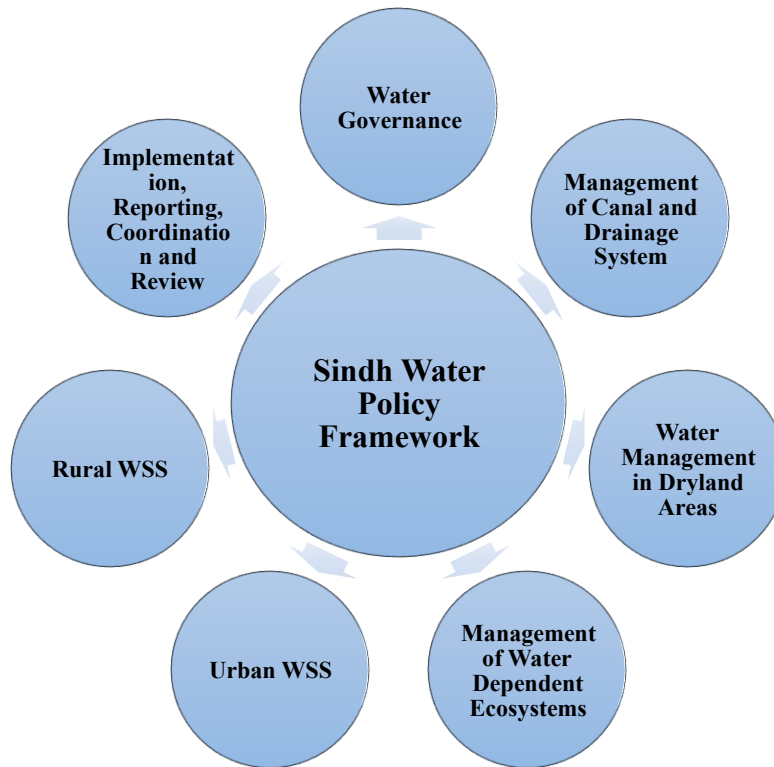 Water
Governance
Management
of Canal and
Drainage
System
Water
Management
in Dryland
Areas
Management
of Water
Dependent
Ecosystems
Urban WSS
Rural WSS
Implementat
ion,
Reporting,
Coordinatio
n and
Review
Sindh Water
Policy
Framework